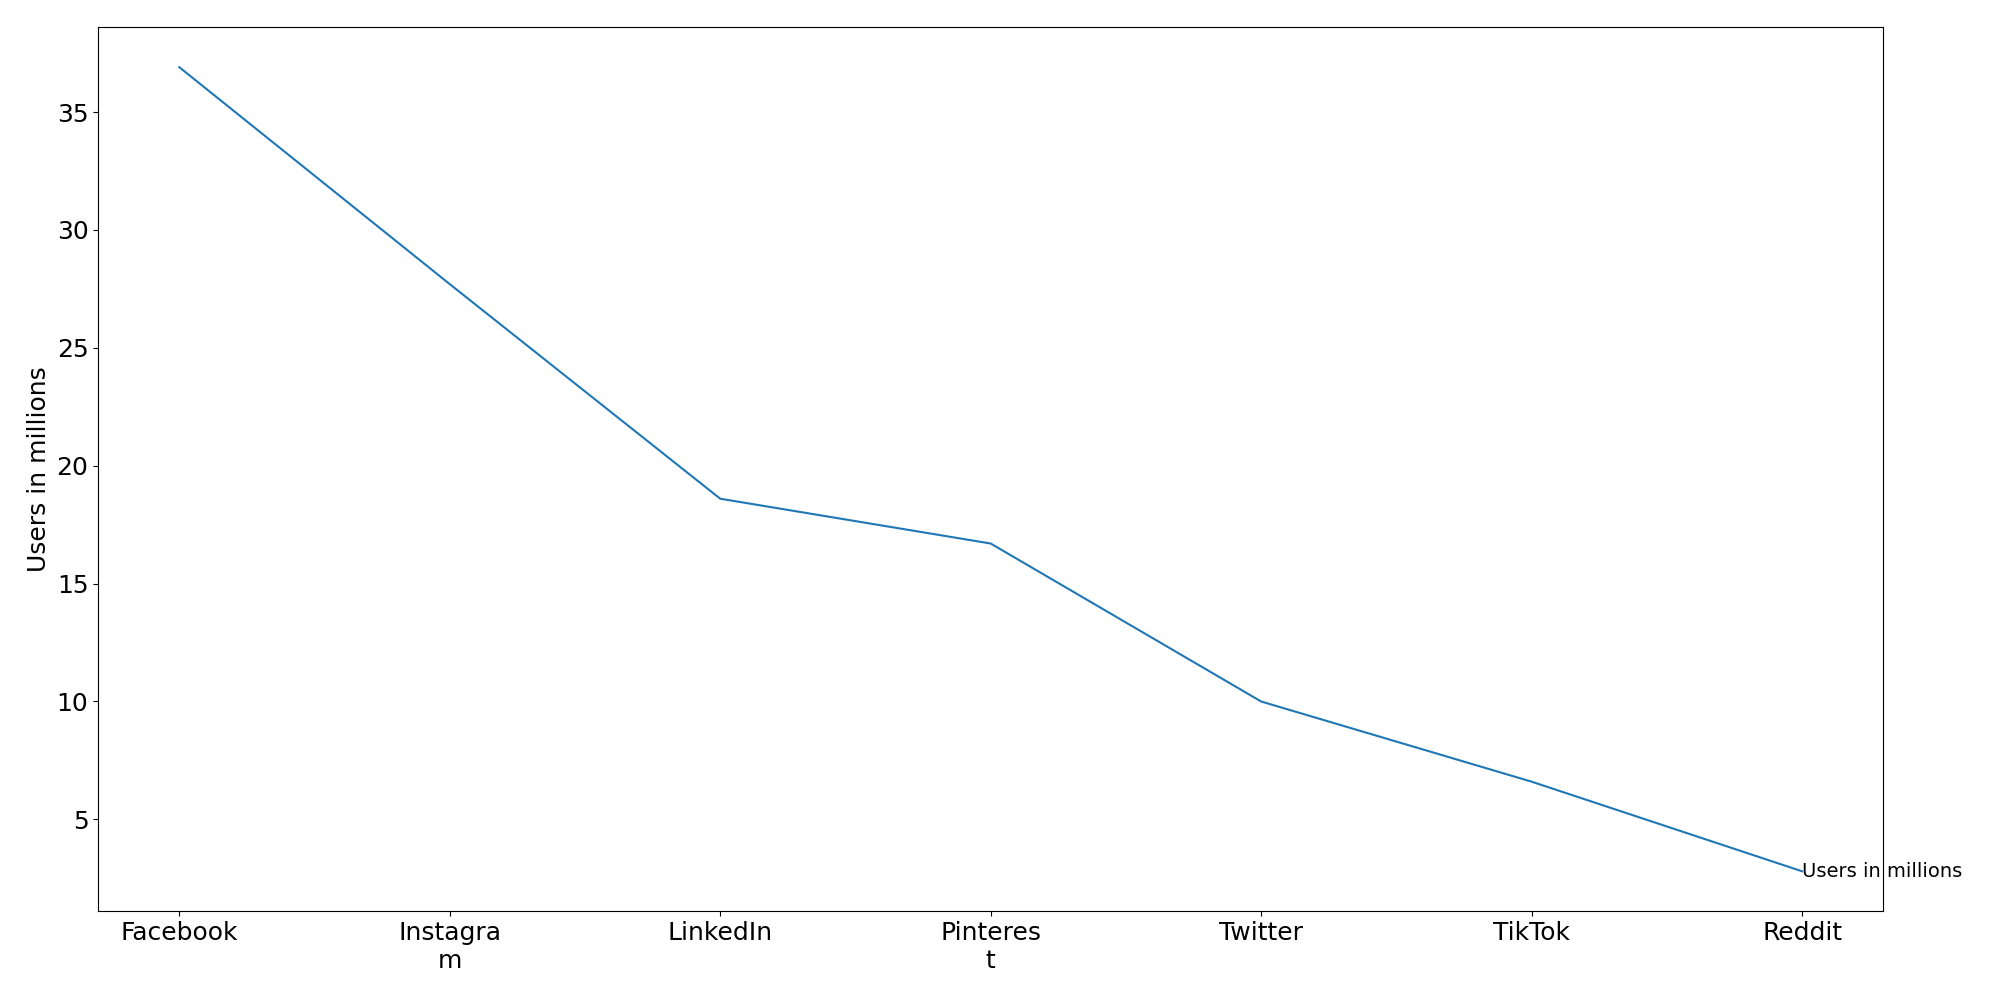 Users in millions
35
30
25
20
15
10
5
Users in millions
Facebook
Instagra
m
LinkedIn
Pinteres
t
Twitter
TikTok
Reddit